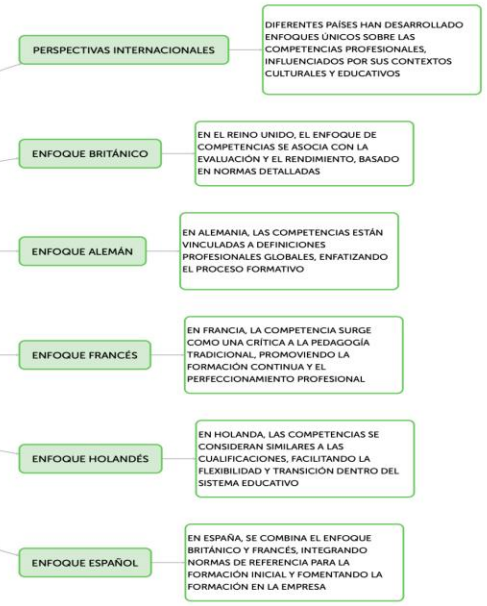 PERSPECTIVAS INTERNACIONALES
DIFERENTES PAÍSES HAN DESARROLLADO
ENFOQUES ÚNICOS SOBRE LAS
COMPETENCIAS PROFESIONALES,
INFLUENCIADOS POR SUS CONTEXTOS
CULTURALES Y EDUCATIVOS
ENFOQUE BRITÁNICO
EN EL REINO UNIDO, EL ENFOQUE DE
COMPETENCIAS SE ASOCIA CON LA
EVALUACIÓN Y EL RENDIMIENTO, BASADO
EN NORMAS DETALLADAS
ENFOQUE ALEMÁN
EN ALEMANIA, LAS COMPETENCIAS ESTÁN
VINCULADAS A DEFINICIONES
PROFESIONALES GLOBALES, ENFATIZANDO
EL PROCESO FORMATIVO
ENFOQUE FRANCÉS
EN FRANCIA, LA COMPETENCIA SURGE
COMO UNA CRÍTICA A LA PEDAGOGÍA
TRADICIONAL, PROMOVIENDO LA
FORMACIÓN CONTINUA Y EL
PERFECCIONAMIENTO PROFESIONAL
ENFOQUE HOLANDÉS
EN HOLANDA, LAS COMPETENCIAS SE
CONSIDERAN SIMILARES A LAS
CUALIFICACIONES, FACILITANDO LA
FLEXIBILIDAD Y TRANSICIÓN DENTRO DEL
SISTEMA EDUCATIVO
ENFOQUE ESPAÑOL
EN ESPAÑA, SE COMBINA EL ENFOQUE
BRITÁNICO Y FRANCÉS, INTEGRANDO
NORMAS DE REFERENCIA PARA LA
FORMACIÓN INICIAL Y FOMENTANDO LA
FORMACIÓN EN LA EMPRESA